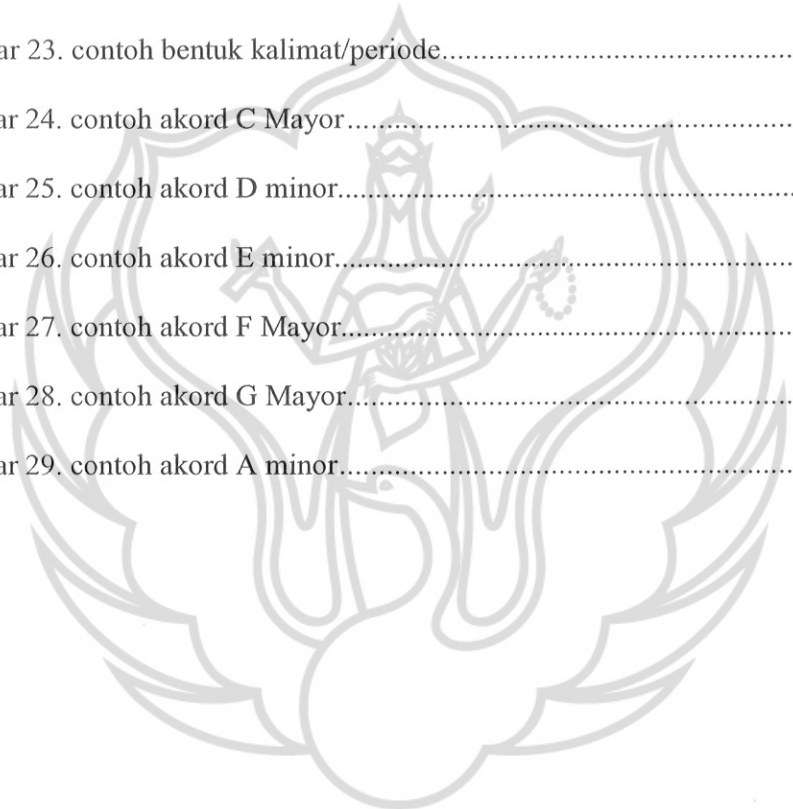 ar 23. contoh bentuk kalimat/periode.............................................
ar 24. contoh akord C Mayor.........................................................
ar 25. contoh akord D minor..........................................................
ar 26. contoh akord E minor..........................................................
ar 27. contoh akord F Mayor.........................................................
ar 28. contoh akord G Mayor.........................................................
ar 29. contoh akord A minor..........................................................